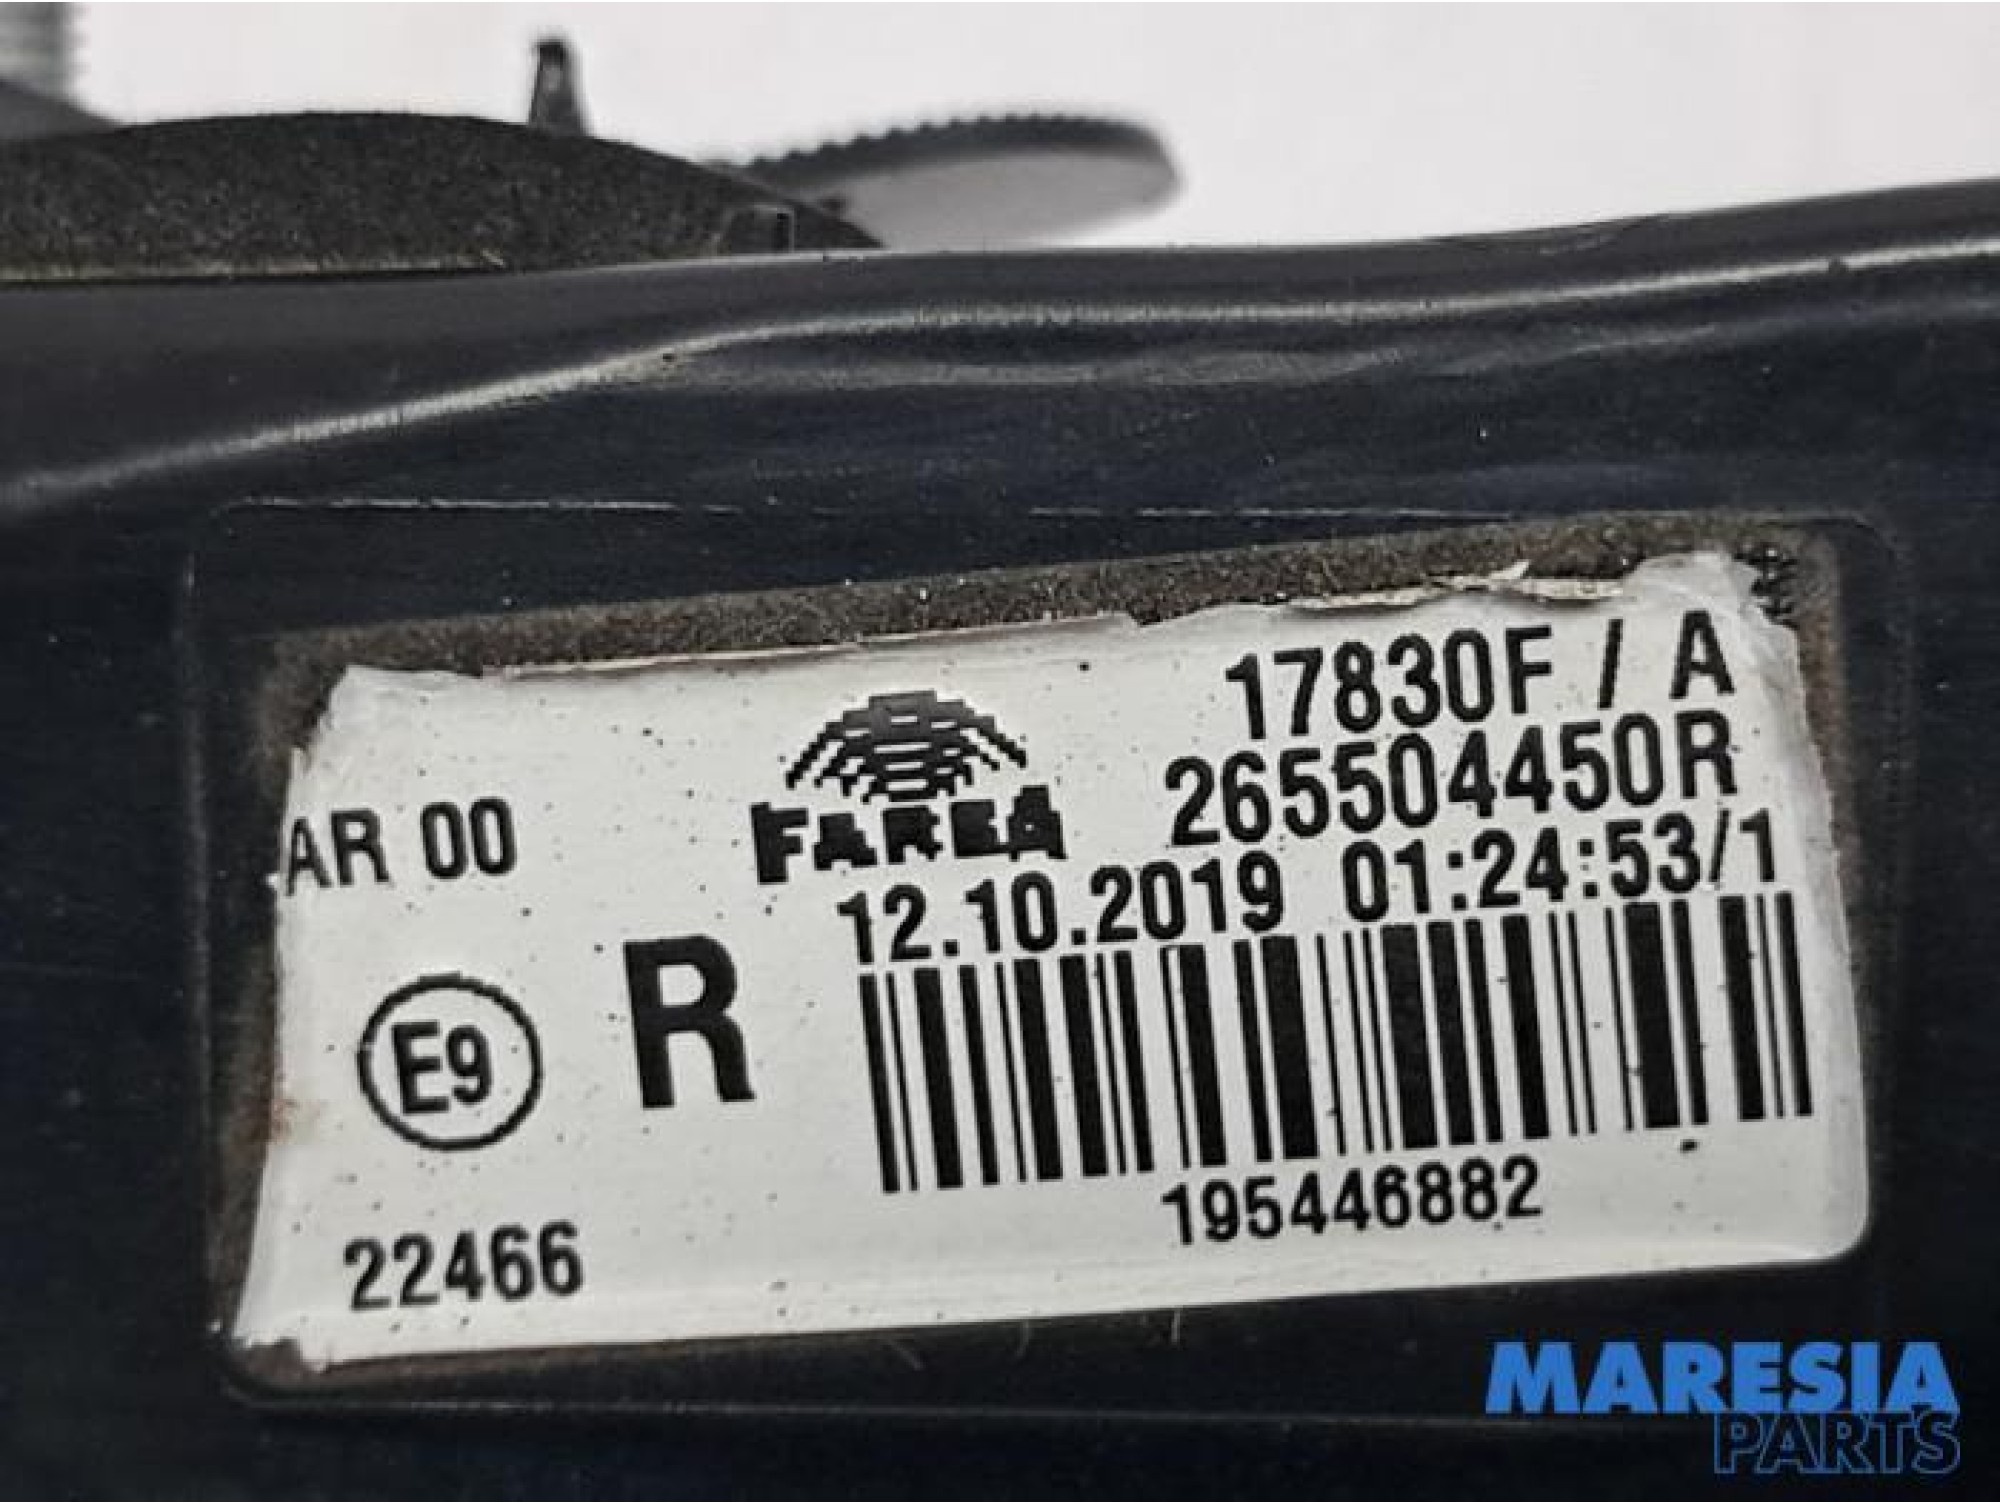 17830F / A
265504450R
AR 00
FAREA
12.10.2019 01:24:53/1
E9
R
195446882
22466
MARESIA
PARTS